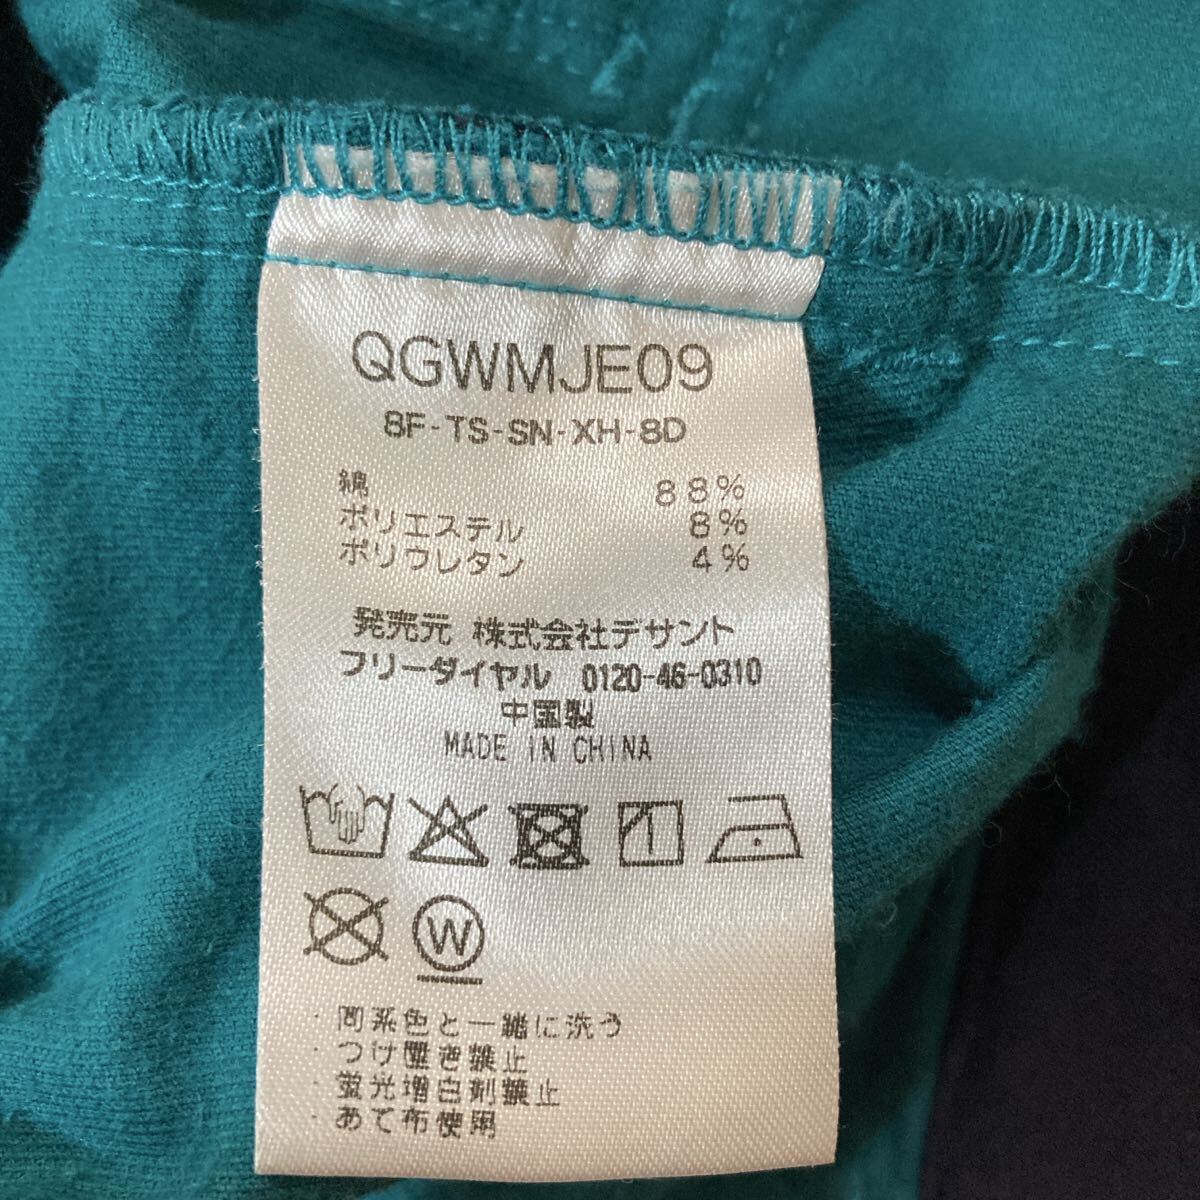 QGWMJE09
8F-TS-SN-XH-8D
綿 88%
ポリエステル 8%
ポリウレタン 4%
発売元 株式会社デサント
フリーダイヤル 0120-46-0310
中国製
MADE IN CHINA
W
・同系色と一緒に洗う
・つけ置き禁止
・蛍光増白剤禁止
・あて布使用